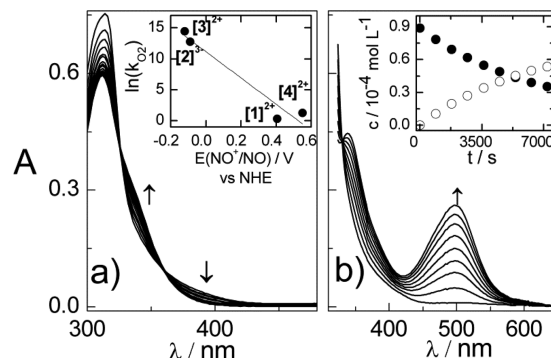 A
0.6
0.3
0.0
300 400
λ / nm
a)
↑
↓
ln(k_O2)
15
10
5
0
-0.2 0.0 0.2 0.4 0.6
E(NO⁺/NO) / V
vs NHE
[3]²⁺
[2]³⁺
[4]²⁺
[1]²⁺
b)
↑
400 500 600
λ / nm
c / 10⁻⁴ mol L⁻¹
0.9
0.6
0.3
0.0
0 3500 7000
t / s